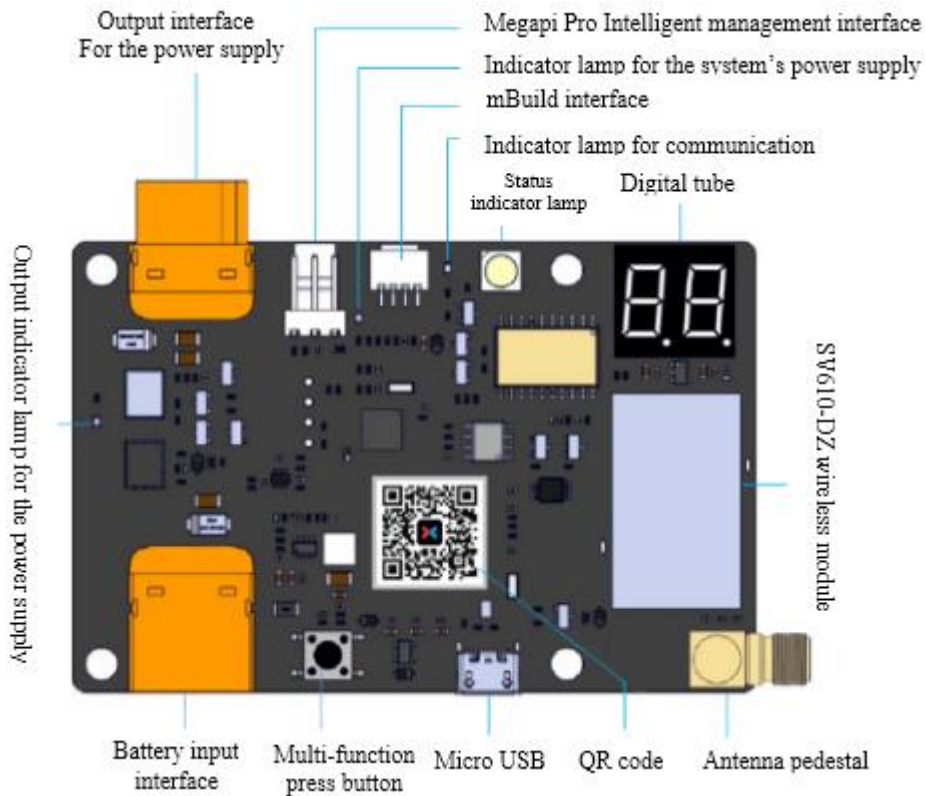 Output interface
For the power supply
Megapi Pro Intelligent management interface
Indicator lamp for the system's power supply
mBuild interface
Indicator lamp for communication
Status
indicator lamp
Digital tube
Output indicator lamp for the power supply
SV610-DZ wireless module
Battery input
interface
Multi-function
press button
Micro USB
QR code
Antenna pedestal